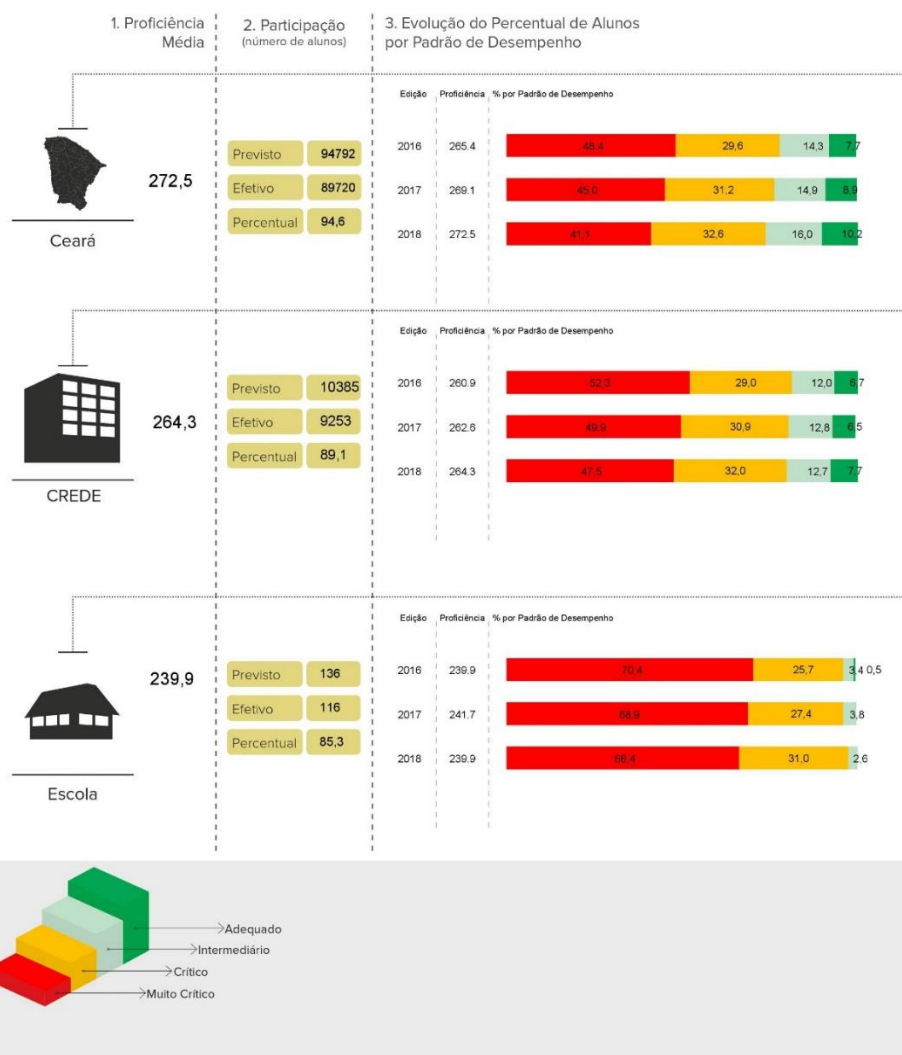 1. Proficiência Média
2. Participação (número de alunos)
3. Evolução do Percentual de Alunos por Padrão de Desempenho
Edição Proficiência % por Padrão de Desempenho
Ceará
272,5
Previsto 94792
Efetivo 89720
Percentual 94,6
2016 265.4 48,4 29,6 14,3 7,7
2017 269.1 45,0 31,2 14,9 8,9
2018 272.5 41,1 32,6 16,0 10,2
Edição Proficiência % por Padrão de Desempenho
CREDE
264,3
Previsto 10385
Efetivo 9253
Percentual 89,1
2016 260.9 52,3 29,0 12,0 6,7
2017 262.6 49,9 30,9 12,8 6,5
2018 264.3 47,5 32,0 12,7 7,7
Edição Proficiência % por Padrão de Desempenho
Escola
239,9
Previsto 136
Efetivo 116
Percentual 85,3
2016 239.9 70,4 25,7 3,4 0,5
2017 241.7 68,9 27,4 3,8
2018 239.9 66,4 31,0 2,6
Adequado
Intermediário
Crítico
Muito Crítico